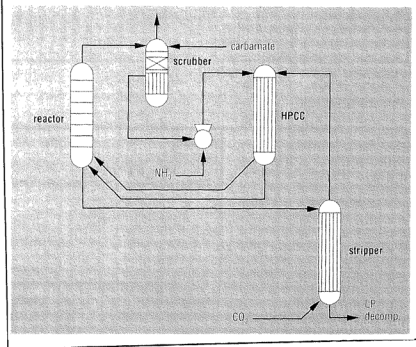 carbamate
scrubber
reactor
HPCC
NH₃
stripper
CO₂
LP
decomp.